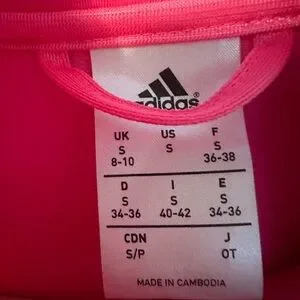 adidas
UK US F
S S S
8-10 36-38
D I E
S S S
34-36 40-42 34-36
CDN J
S/P OT
MADE IN CAMBODIA